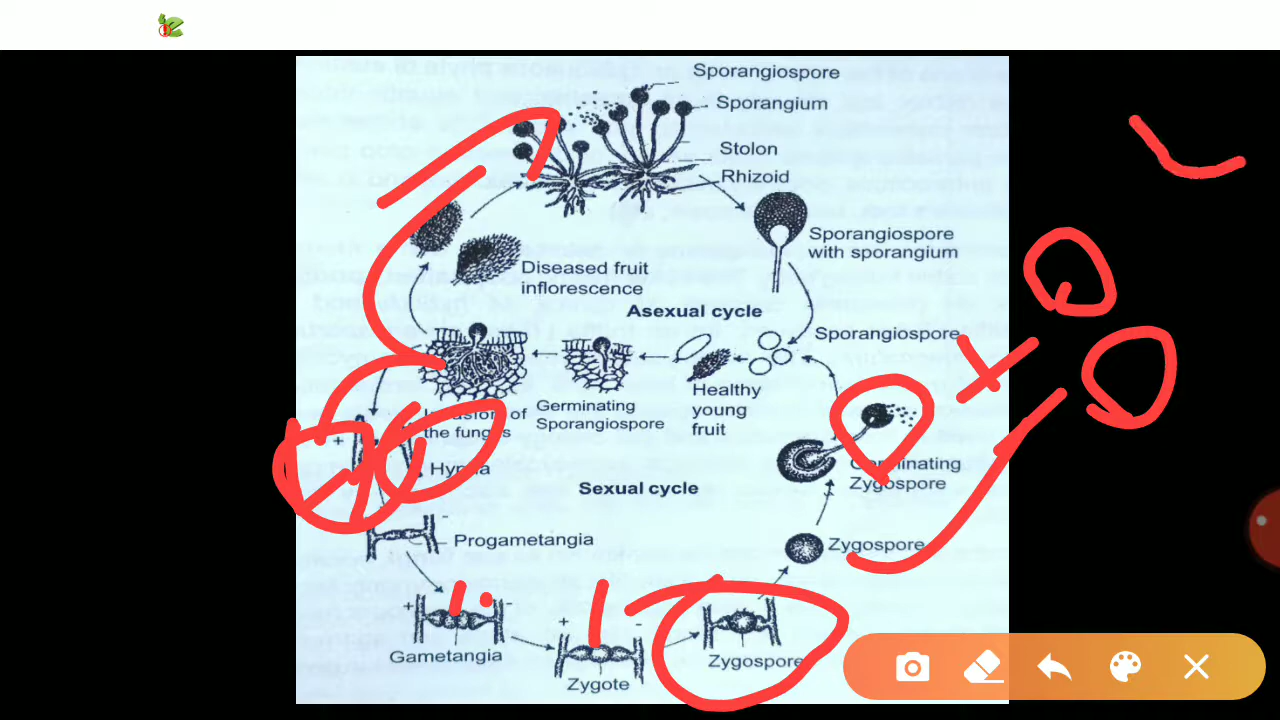 Sporangiospore
Sporangium
Stolon
Rhizoid
Sporangiospore
with sporangium
Diseased fruit
inflorescence
Asexual cycle
Sporangiospore
Healthy
young
fruit
Germinating
Sporangiospore
Invasion of
the fungus
+
Hypha
Germinating
Zygospore
Sexual cycle
-
Progametangia
Zygospore
+ -
Gametangia
+ -
Zygote
Zygospore